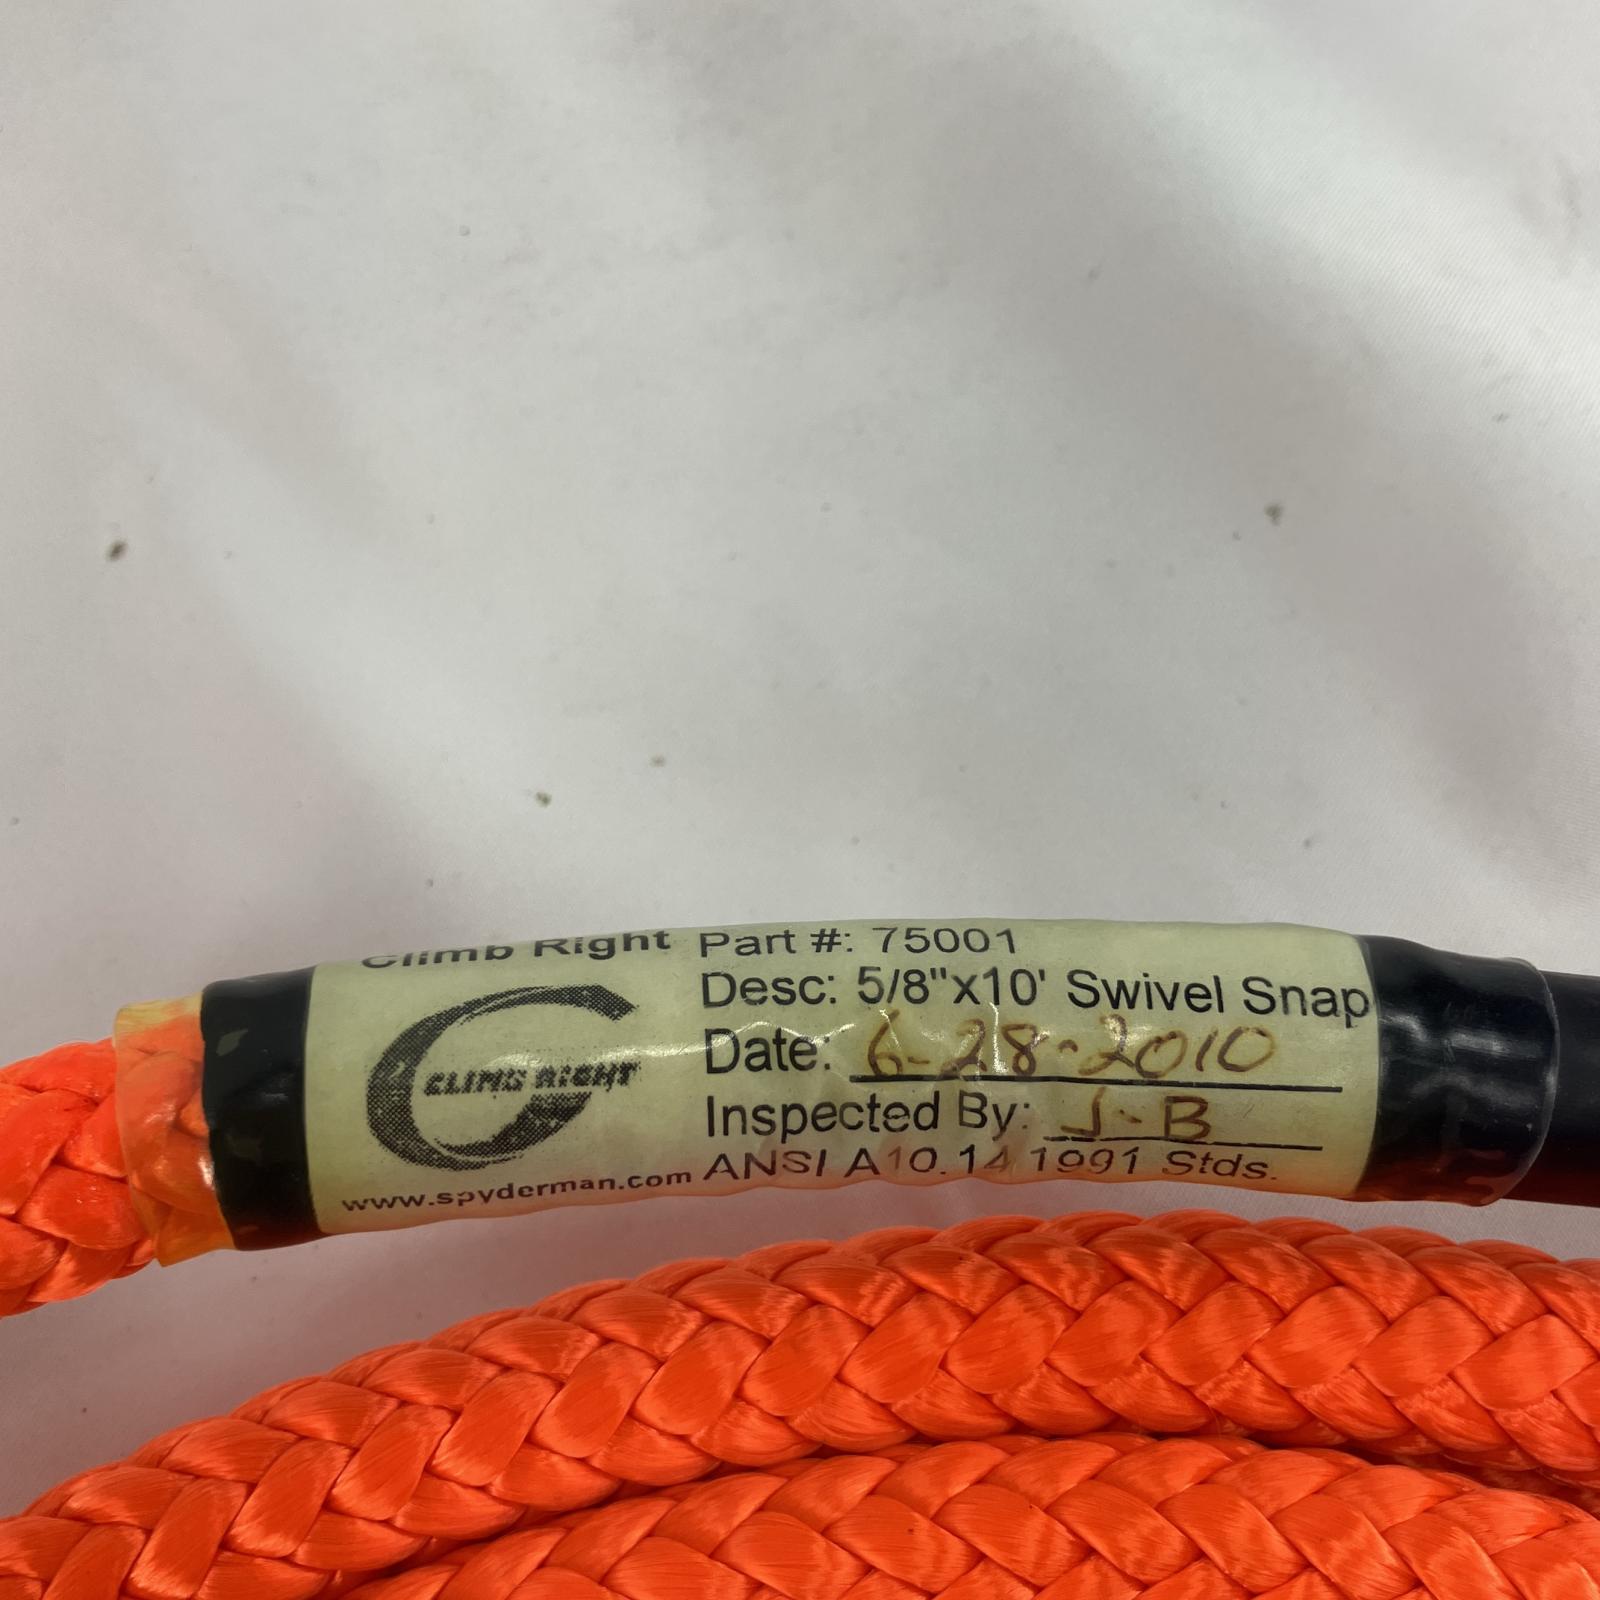 Climb Right
CLIMB RIGHT
www.spyderman.com
Part #: 75001
Desc: 5/8"x10' Swivel Snap
Date: 6-28-2010
Inspected By: J-B
ANSI A10.14 1991 Stds.